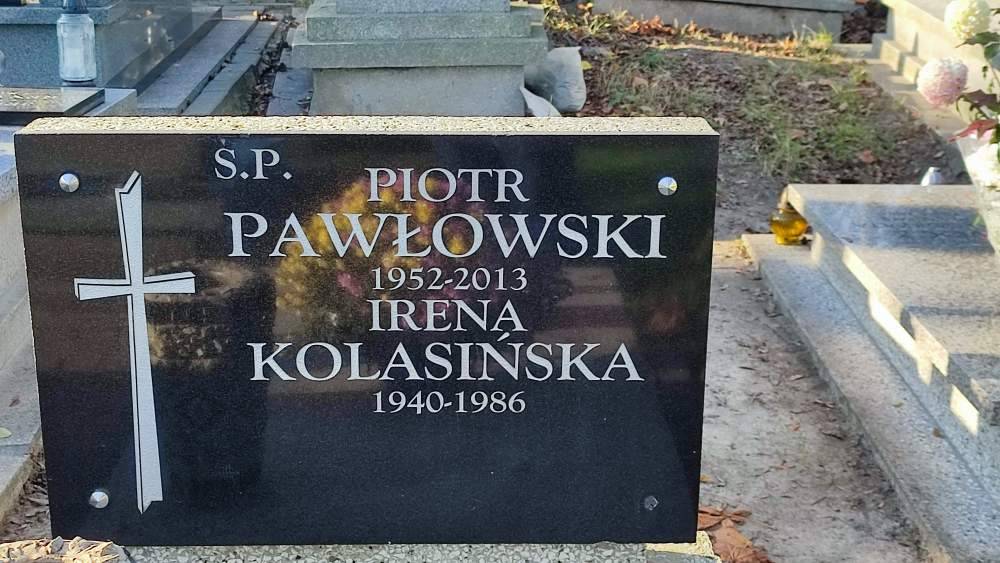 Ś.P.
PIOTR
PAWŁOWSKI
1952-2013
IRENA
KOLASIŃSKA
1940-1986